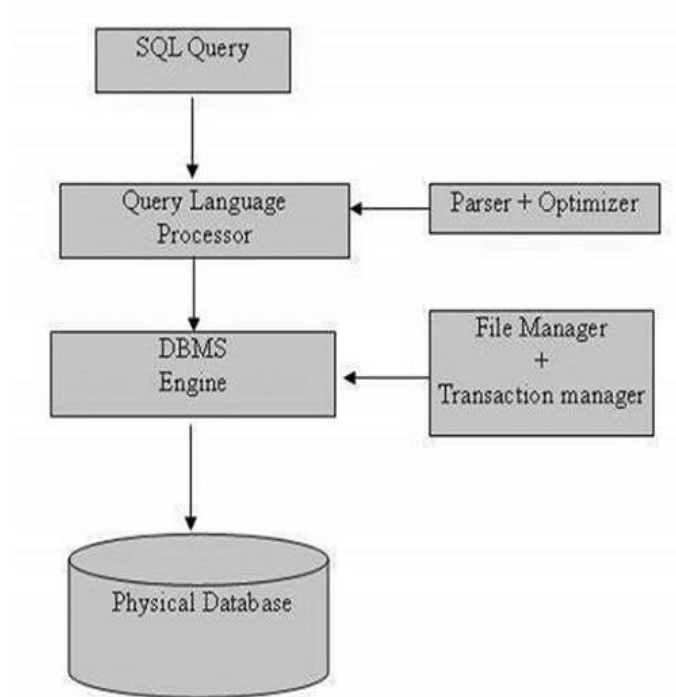 SQL Query
Query Language
Processor
Parser + Optimizer
DBMS
Engine
File Manager
+
Transaction manager
Physical Database